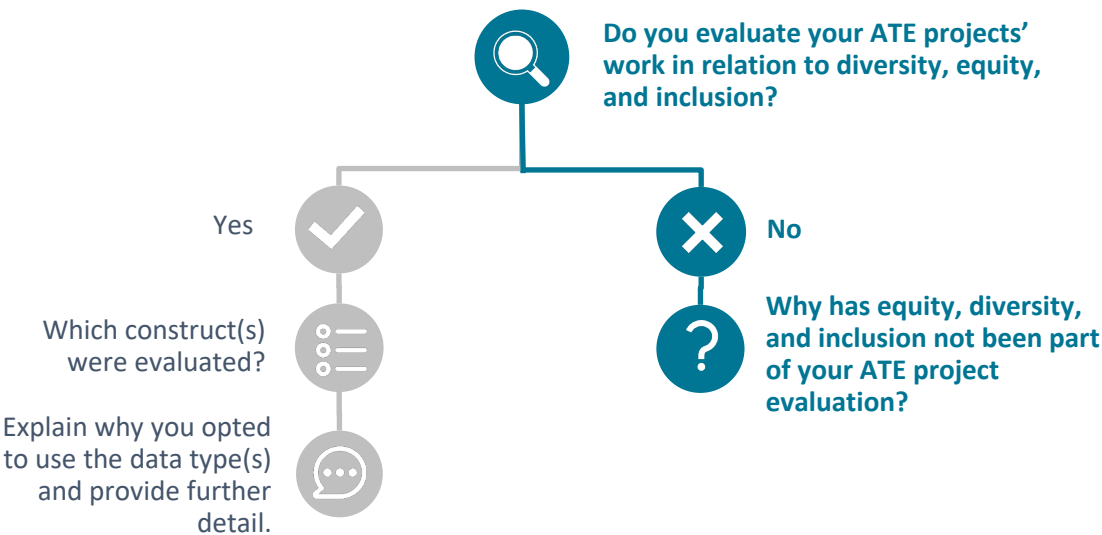 Do you evaluate your ATE projects’
work in relation to diversity, equity,
and inclusion?
Yes
No
Which construct(s)
were evaluated?
Why has equity, diversity,
and inclusion not been part
of your ATE project
evaluation?
Explain why you opted
to use the data type(s)
and provide further
detail.